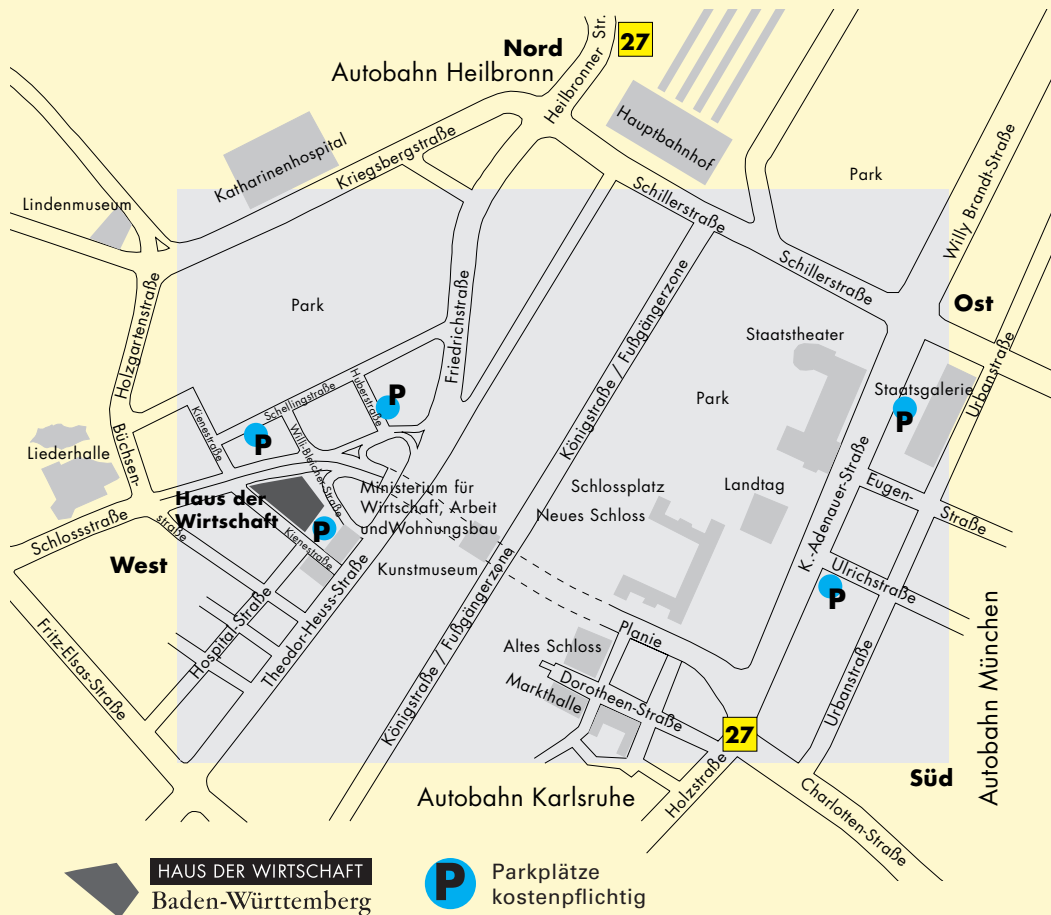 Nord
27
Autobahn Heilbronn
Heilbronner Str.
Hauptbahnhof
Katharinenhospital
Kriegsbergstraße
Lindenmuseum
Park
Willy Brandt-Straße
Schillerstraße
Schillerstraße
Holzgartenstraße
Park
Friedrichstraße
Königstraße / Fußgängerzone
Ost
Staatstheater
Urbanstraße
Staatsgalerie
P
Park
Huberstraße
P
Schellingstraße
Kienestraße
P
Willi-Bleicher-Straße
Büchsen-
straße
Liederhalle
Schlossstraße
Haus der
Wirtschaft
P
Kienestraße
Ministerium für
Wirtschaft, Arbeit
undWohnungsbau
Schlossplatz
Neues Schloss
Landtag
K.-Adenauer-Straße
Eugen-
Straße
West
Kunstmuseum
Ulrichstraße
P
Fritz-Elsas-Straße
Hospital-Straße
Theodor-Heuss-Straße
Königstraße / Fußgängerzone
Planie
Altes Schloss
Markthalle
Dorotheen-Straße
Urbanstraße
Autobahn München
27
Süd
Autobahn Karlsruhe
Holzstraße
Charlotten-Straße
HAUS DER WIRTSCHAFT
Baden-Württemberg
P
Parkplätze
kostenpflichtig